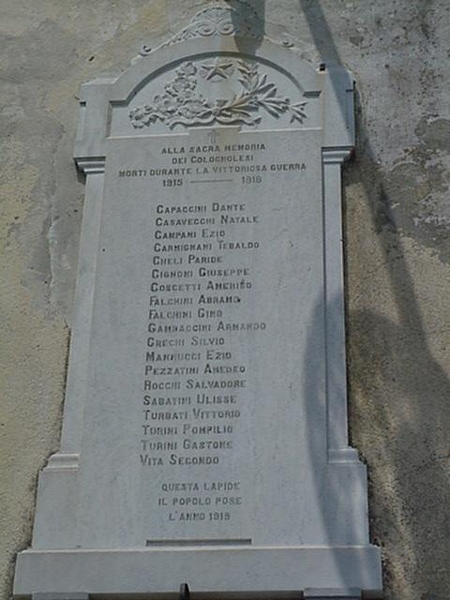 ALLA SACRA MEMORIA
DEI COLOGNOLESI
MORTI DURANTE LA VITTORIOSA GUERRA
1915 — 1918
CAPACCINI DANTE
CASAVECCHI NATALE
CAMPANI EZIO
CARMIGNANI TEBALDO
CHELI PARIDE
GIGNONI GIUSEPPE
COSCETTI AMERIGO
FALCHINI ABRAMO
FALCHINI GINO
GAMBACCINI ARMANDO
GRECHI SILVIO
MANNUCCI EZIO
PEZZATINI AMEDEO
ROCCHI SALVADORE
SABATINI ULISSE
TURBATI VITTORIO
TURINI POMPILIO
TURINI GASTONE
VITA SECONDO
QUESTA LAPIDE
IL POPOLO POSE
L'ANNO 1919